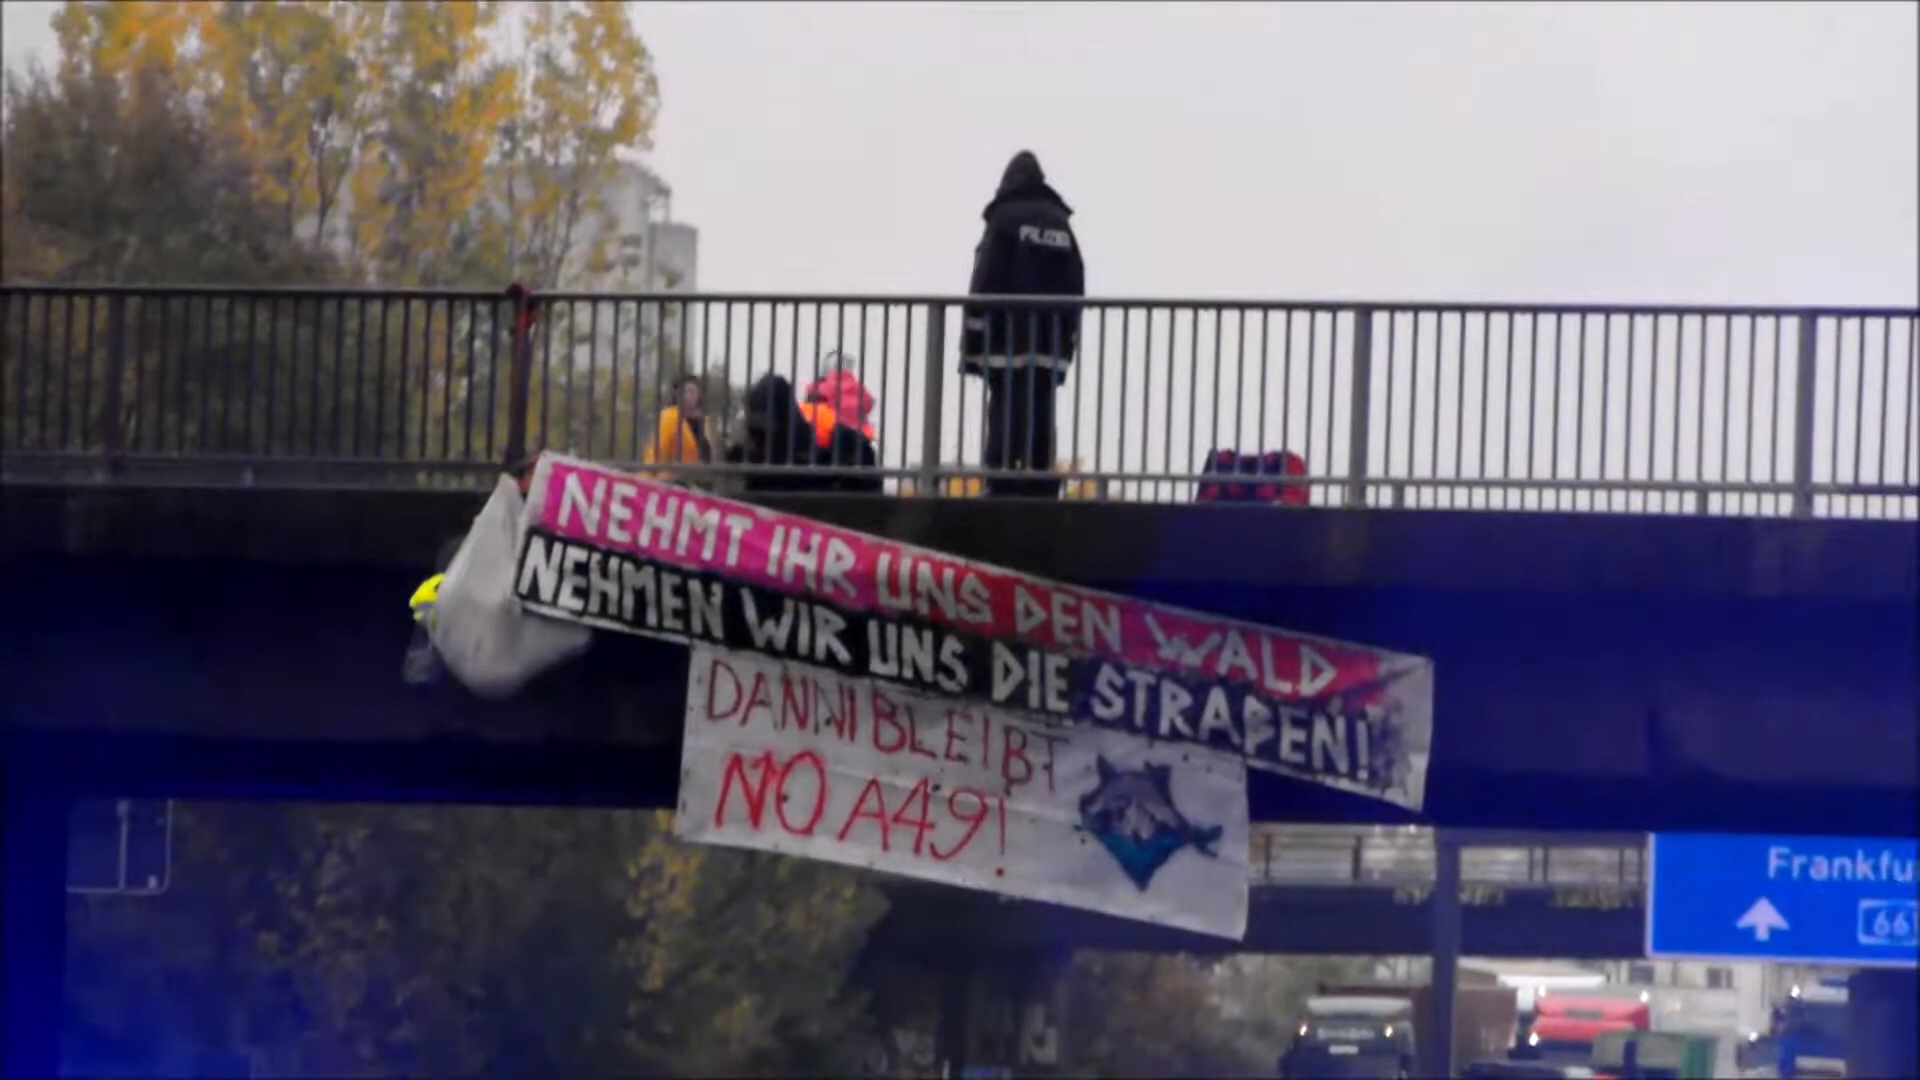 POLIZEI
NEHMT IHR UNS DEN WALD
NEHMEN WIR UNS DIE STRAßEN!
DANNI BLEIBT
NO A49!
Frankfu
66